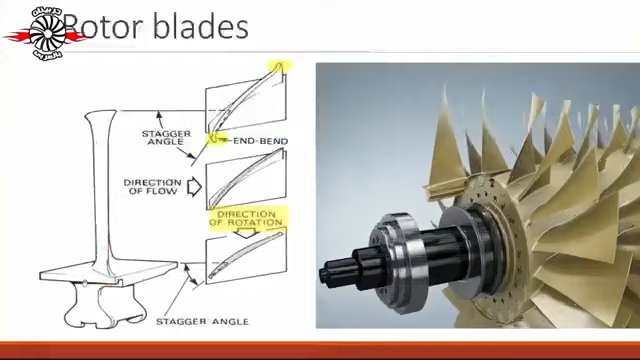 Rotor blades
STAGGER
ANGLE
END-BEND
DIRECTION
OF FLOW
DIRECTION
OF ROTATION
STAGGER ANGLE